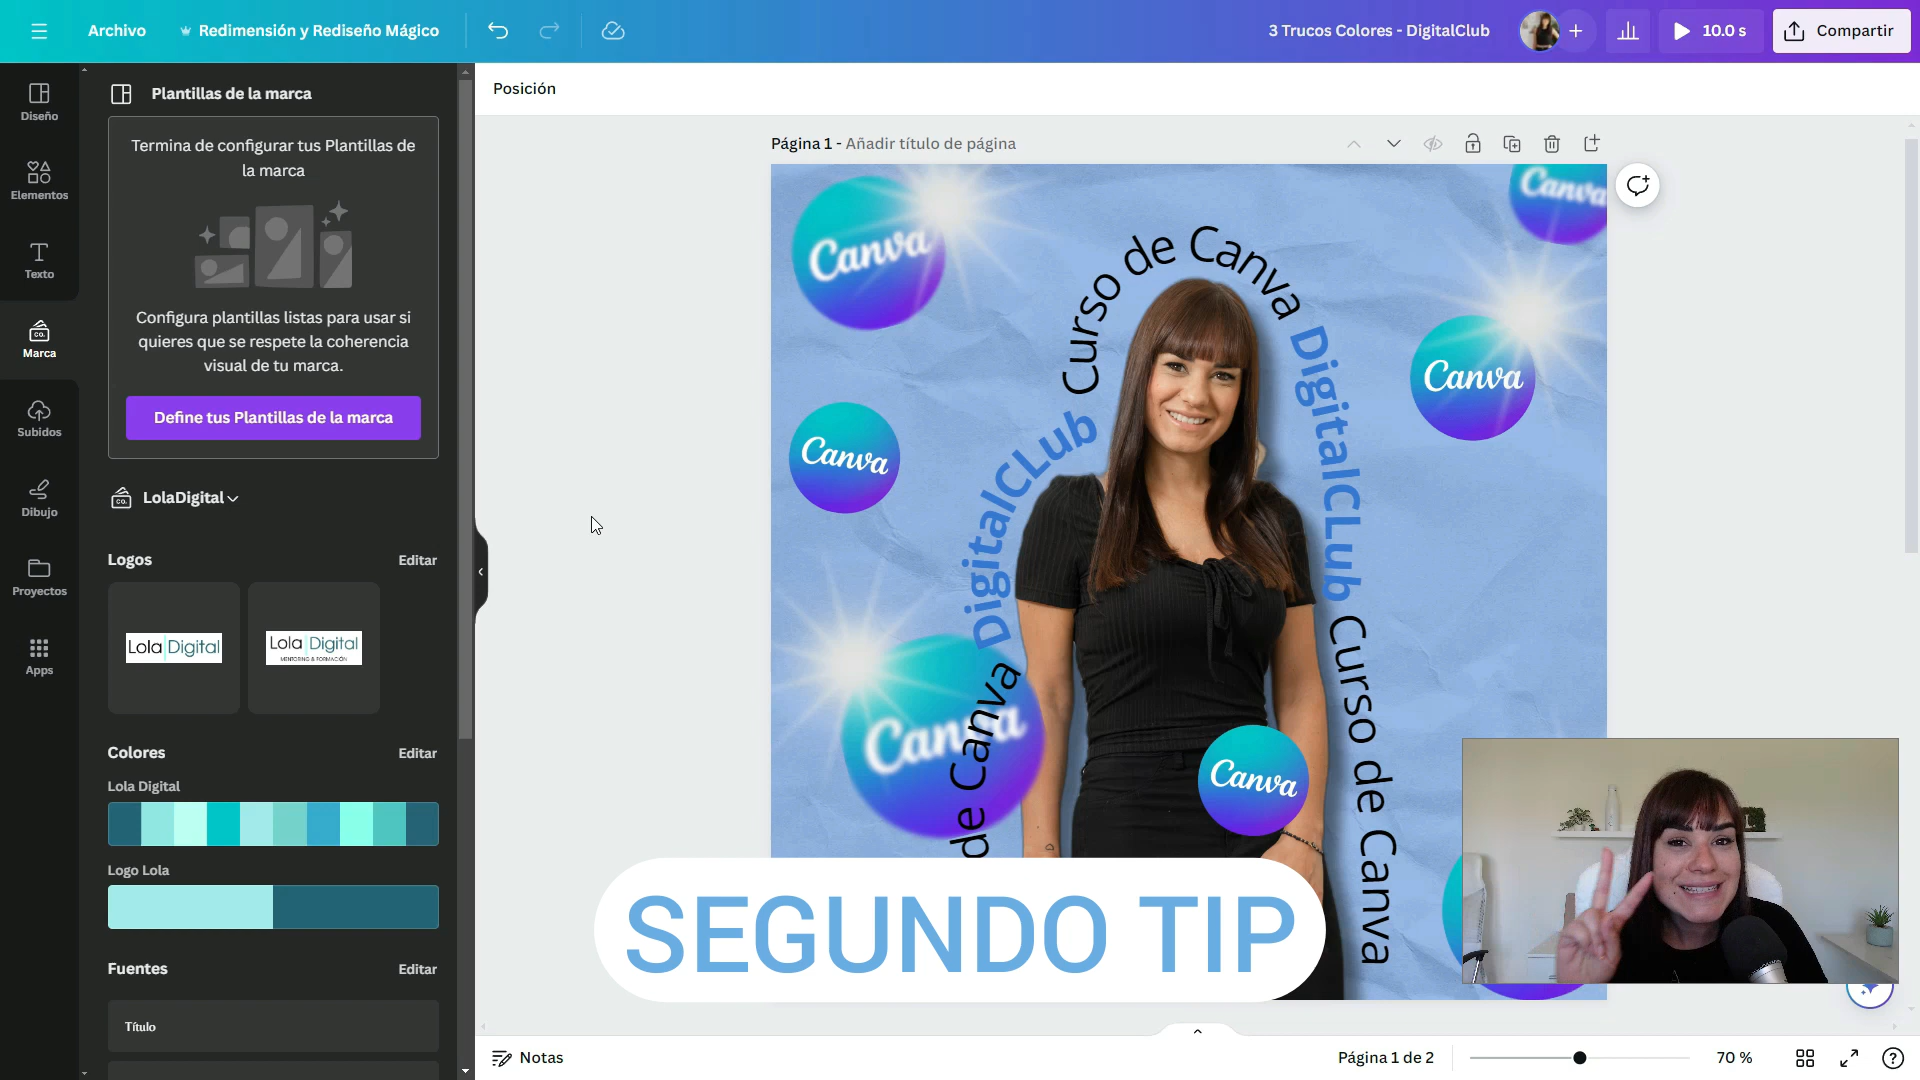 Archivo
Redimensión y Rediseño Mágico
3 Trucos Colores - DigitalClub
10.0 s
Compartir
Diseño
Elementos
Texto
Marca
Subidos
Dibujo
Proyectos
Apps
Plantillas de la marca
Termina de configurar tus Plantillas de
la marca
Configura plantillas listas para usar si
quieres que se respete la coherencia
visual de tu marca.
Define tus Plantillas de la marca
CO.
LolaDigital
Logos
Editar
Lola Digital
Lola Digital
MENTORING & FORMACIÓN
Colores
Editar
Lola Digital
Logo Lola
Fuentes
Editar
Título
Posición
Página 1 - Añadir título de página
Canva
Canva
Canva
Canva
Canva
Canva
de Canva DigitalCLub Curso de Canva DigitalCLub Curso de Canva
SEGUNDO TIP
Notas
Página 1 de 2
70 %